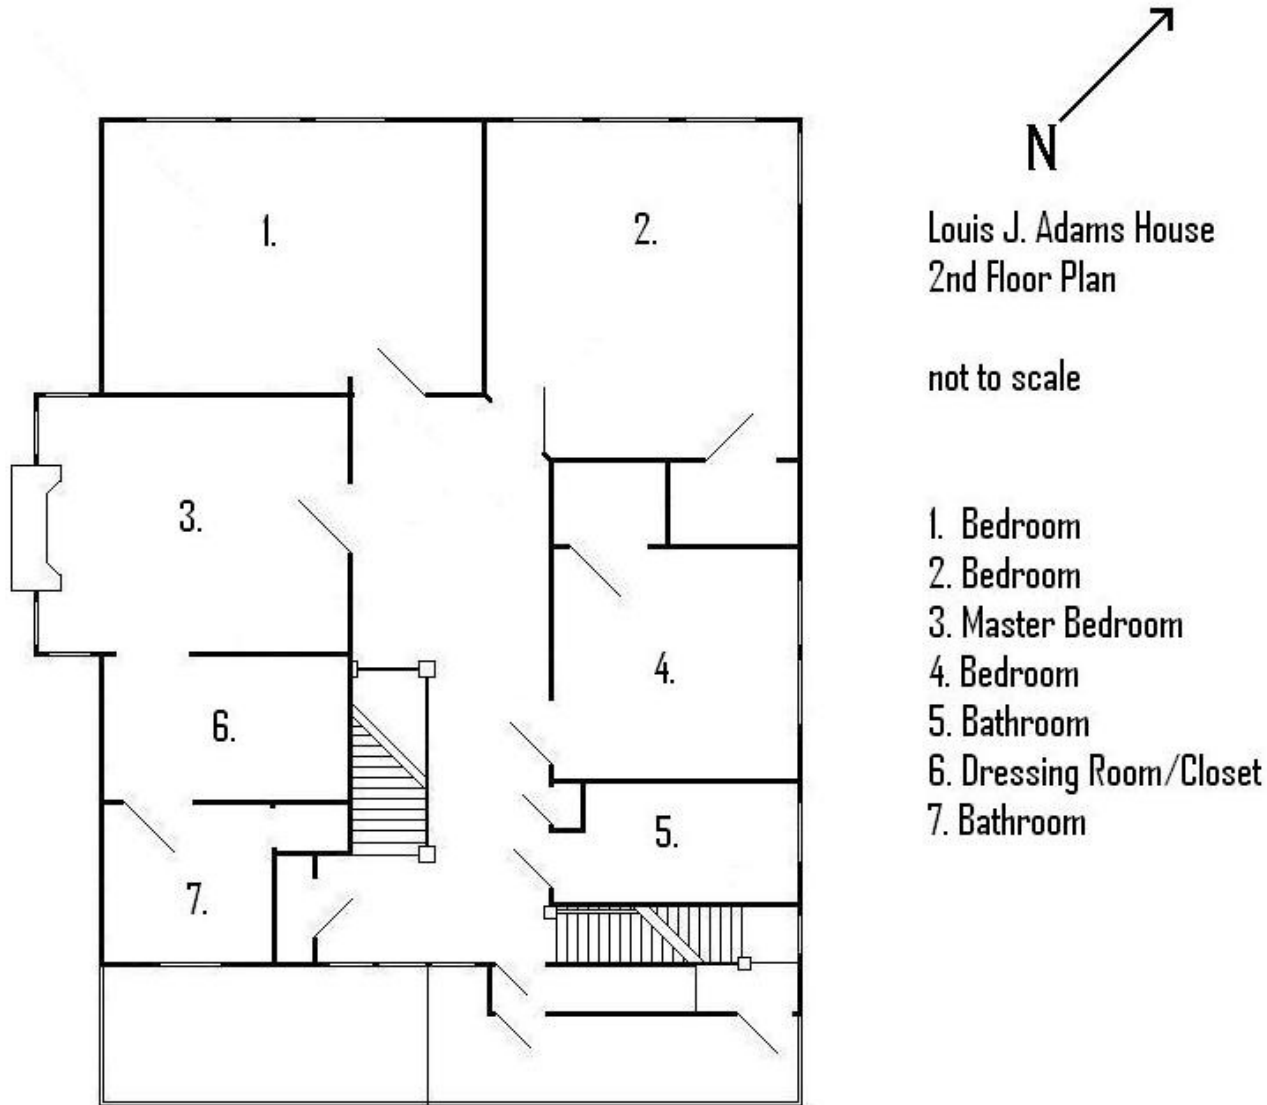 N
Louis J. Adams House
2nd Floor Plan
not to scale
1. Bedroom
2. Bedroom
3. Master Bedroom
4. Bedroom
5. Bathroom
6. Dressing Room/Closet
7. Bathroom
1.
2.
3.
4.
6.
5.
7.